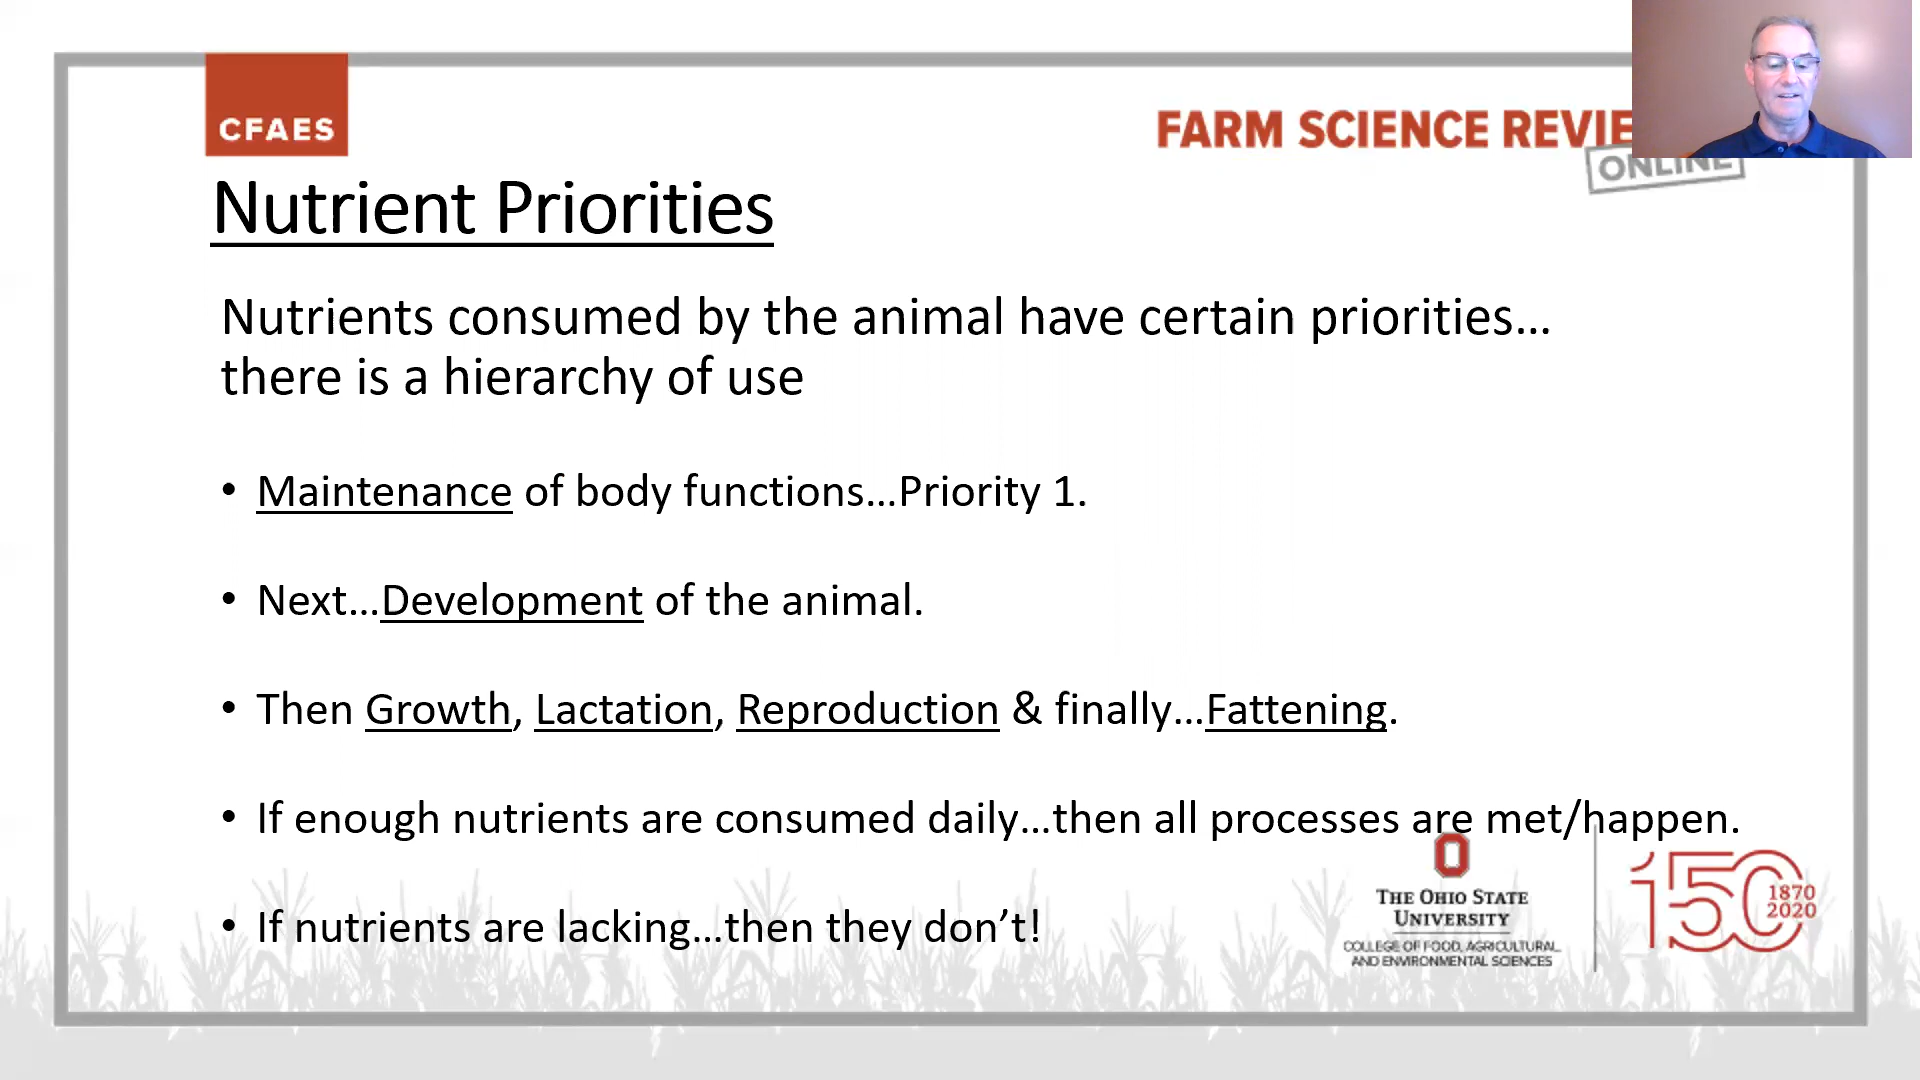 CFAES
FARM SCIENCE REVIE
ONLINE
Nutrient Priorities
Nutrients consumed by the animal have certain priorities…
there is a hierarchy of use
• Maintenance of body functions…Priority 1.
• Next…Development of the animal.
• Then Growth, Lactation, Reproduction & finally…Fattening.
• If enough nutrients are consumed daily…then all processes are met/happen.
• If nutrients are lacking…then they don’t!
THE OHIO STATE
UNIVERSITY
COLLEGE OF FOOD, AGRICULTURAL,
AND ENVIRONMENTAL SCIENCES
150
1870
2020